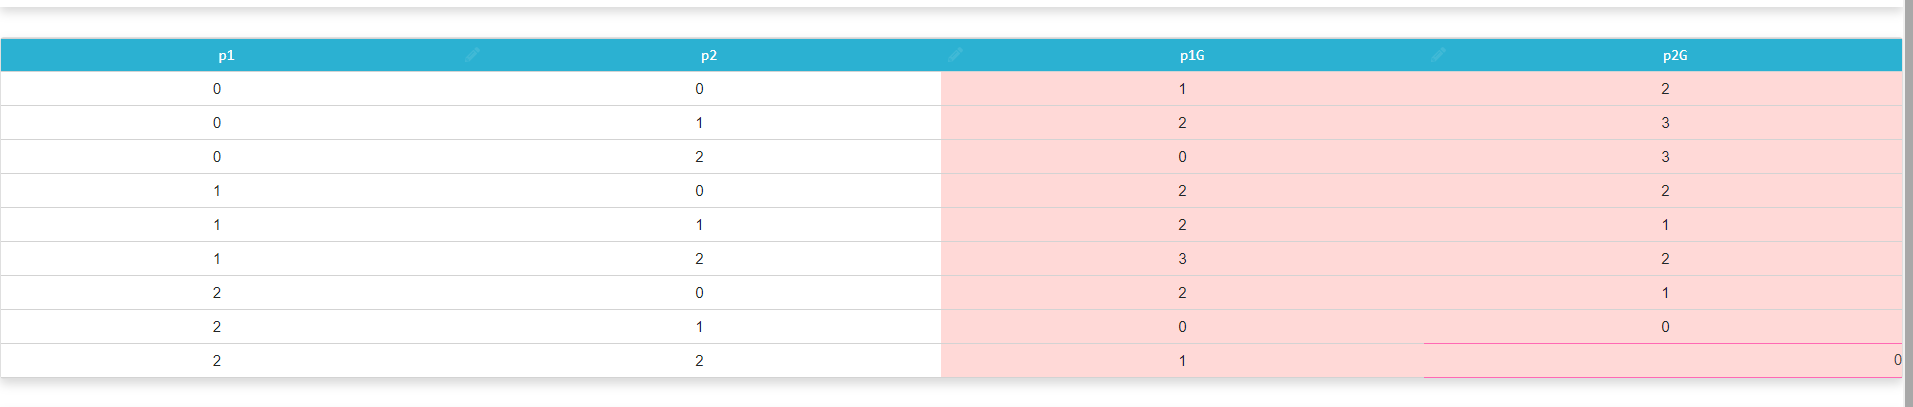 p1 p2 p1G p2G
0 0 1 2
0 1 2 3
0 2 0 3
1 0 2 2
1 1 2 1
1 2 3 2
2 0 2 1
2 1 0 0
2 2 1 0